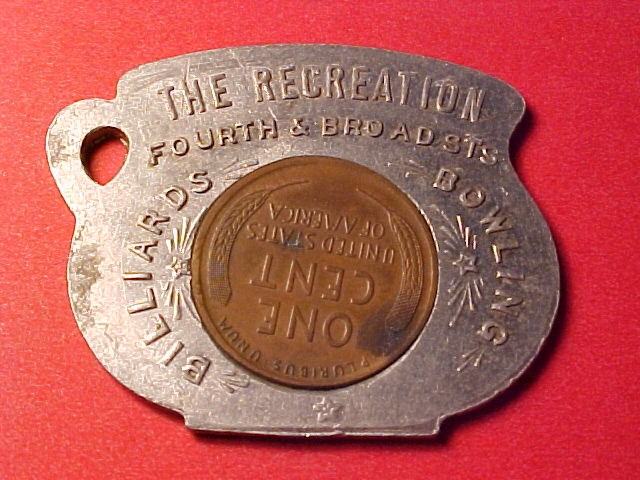 THE RECREATION
FOURTH & BROAD STS
BILLIARDS
BOWLING
PLURIBUS UNUM
ONE
CENT
UNITED STATES
OF AMERICA